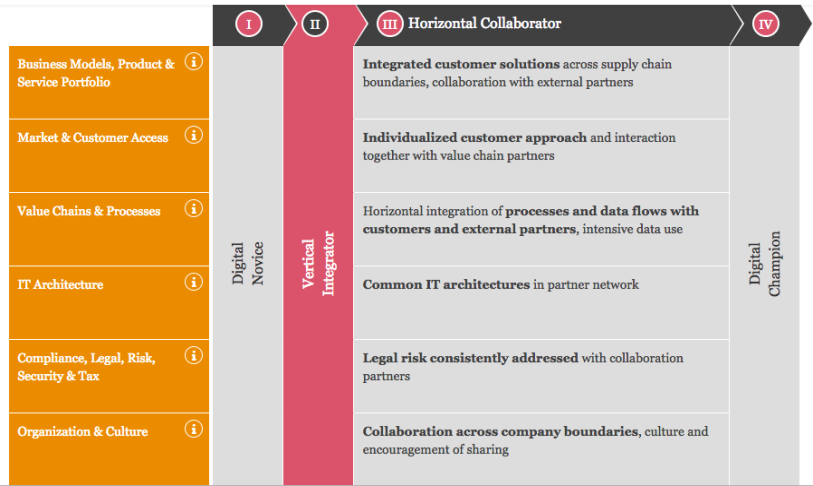 I
II
III Horizontal Collaborator
IV
Business Models, Product &
Service Portfolio
i
Integrated customer solutions across supply chain
boundaries, collaboration with external partners
Market & Customer Access
i
Individualized customer approach and interaction
together with value chain partners
Value Chains & Processes
i
Horizontal integration of processes and data flows with
customers and external partners, intensive data use
IT Architecture
i
Common IT architectures in partner network
Compliance, Legal, Risk,
Security & Tax
i
Legal risk consistently addressed with collaboration
partners
Organization & Culture
i
Collaboration across company boundaries, culture and
encouragement of sharing
Digital
Novice
Vertical
Integrator
Digital
Champion